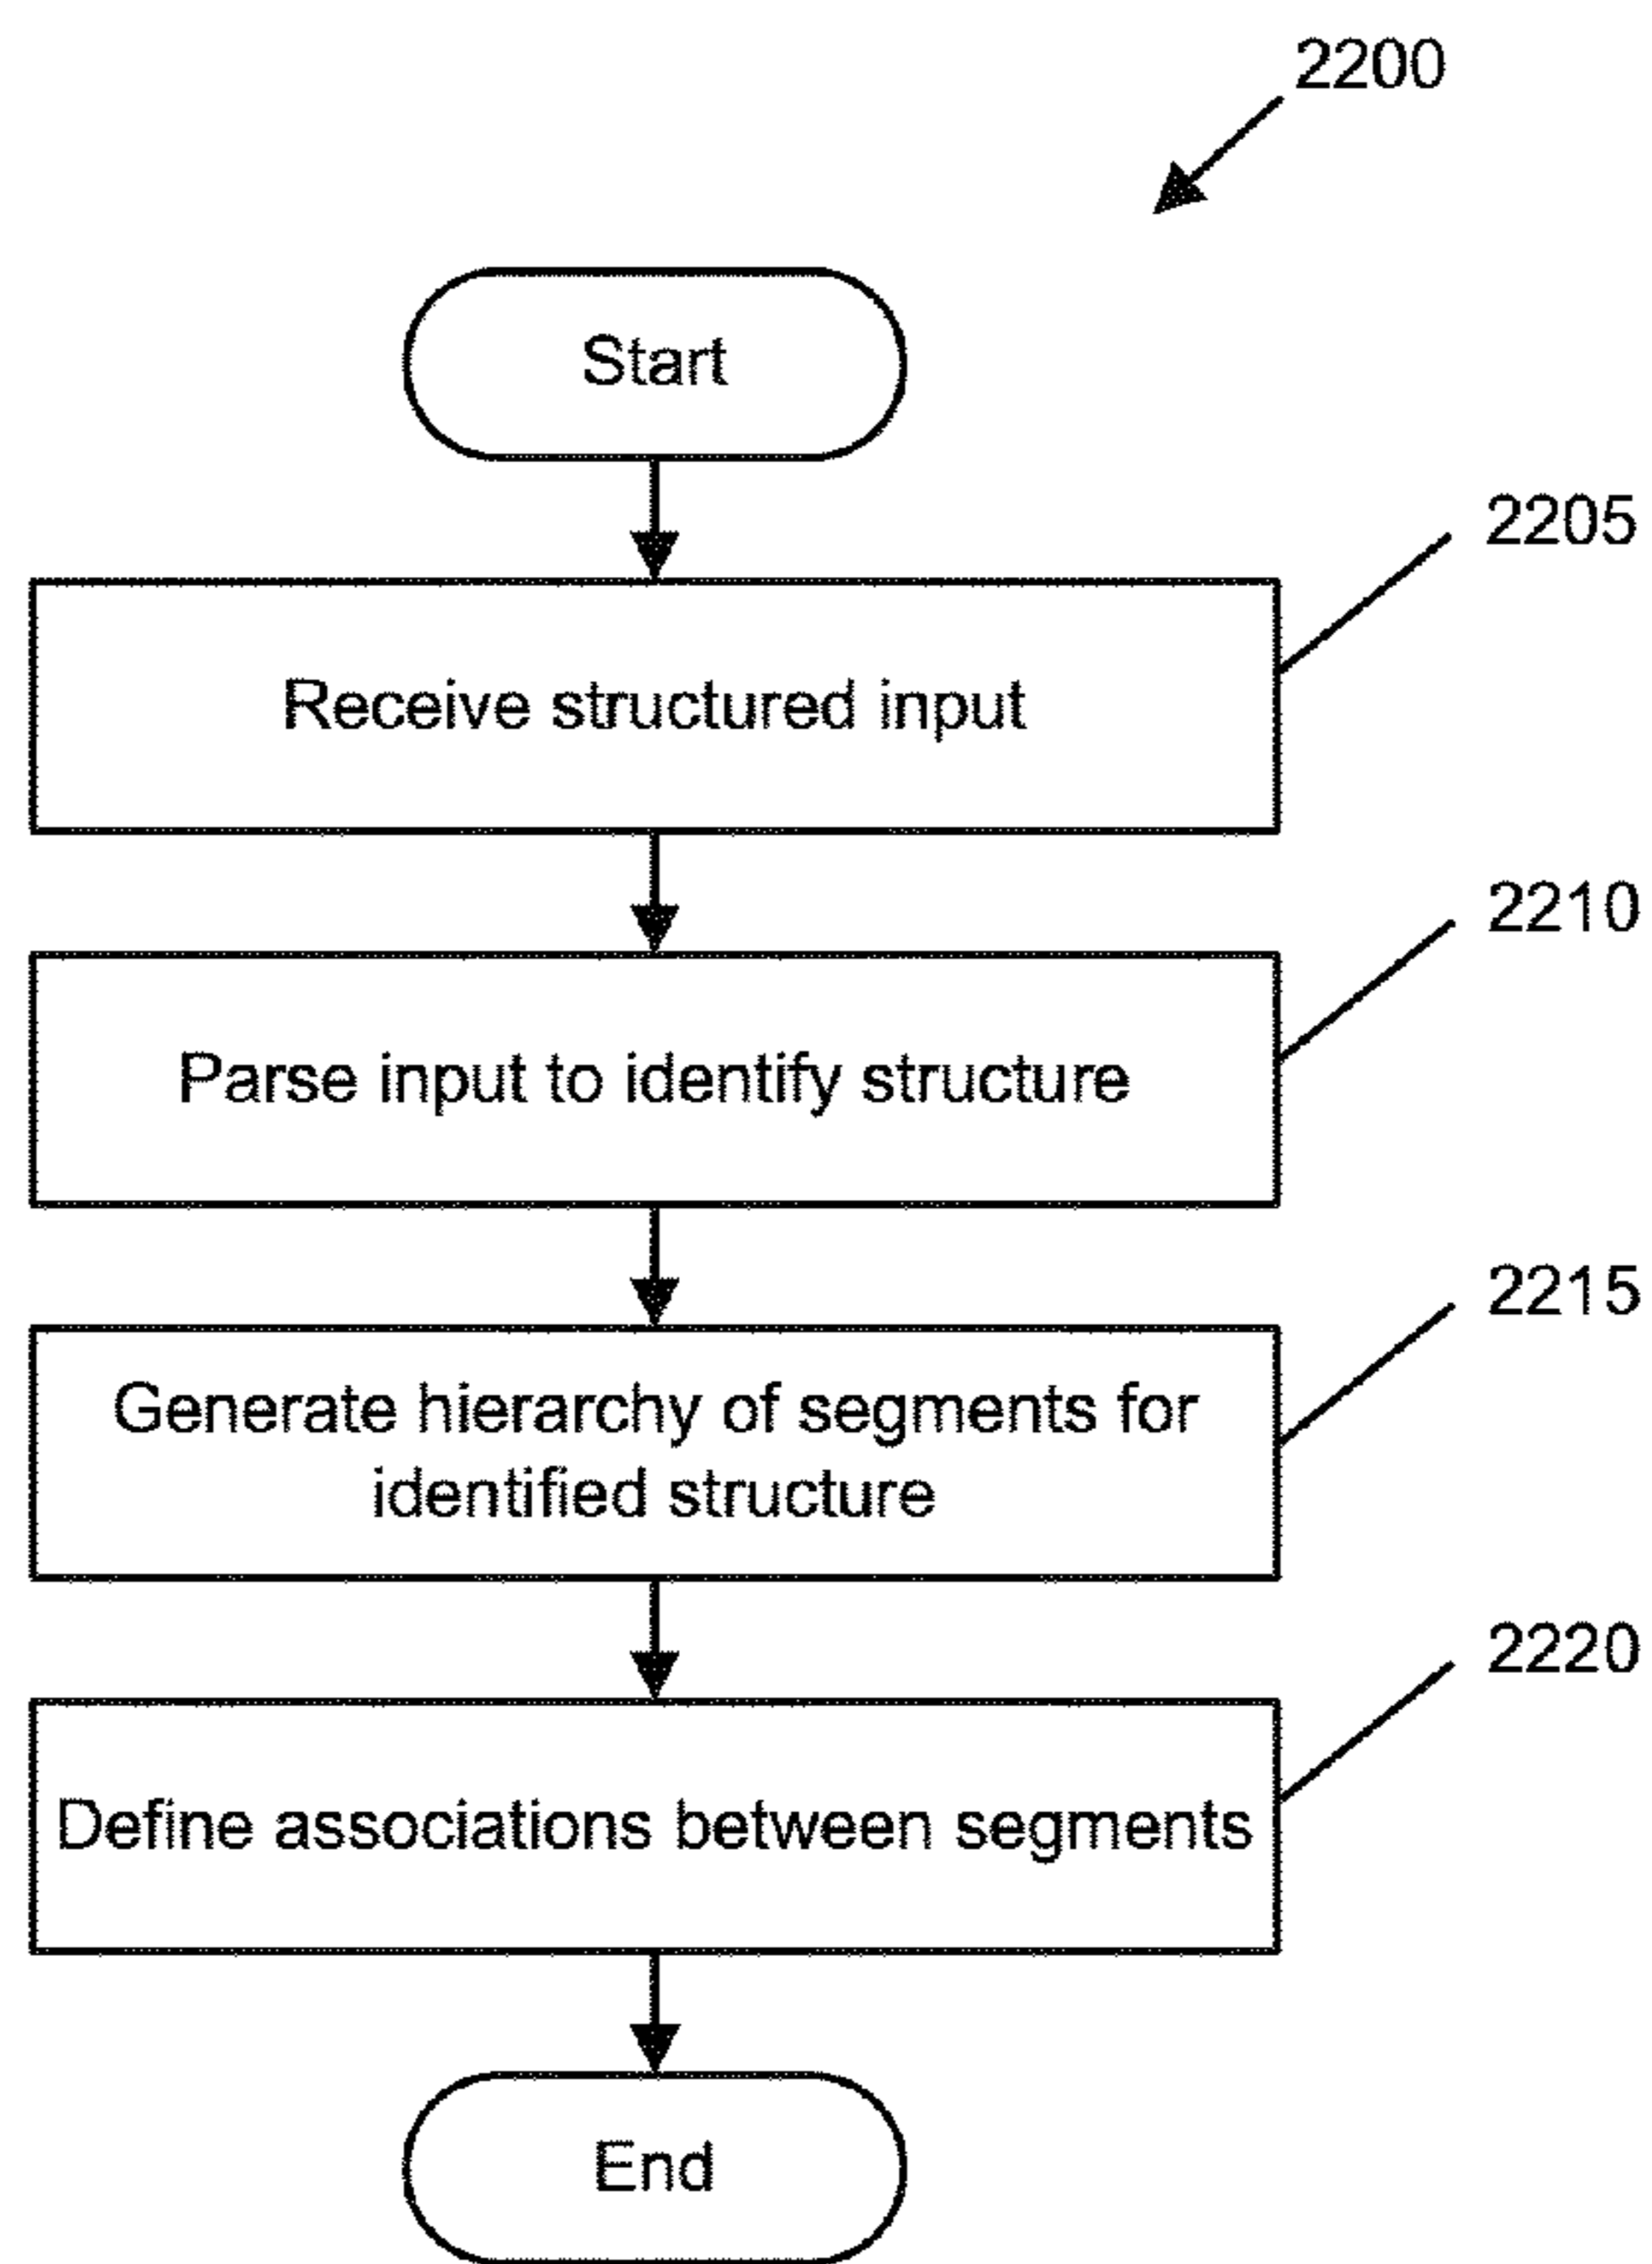 2200
Start
2205
Receive structured input
2210
Parse input to identify structure
2215
Generate hierarchy of segments for
identified structure
2220
Define associations between segments
End